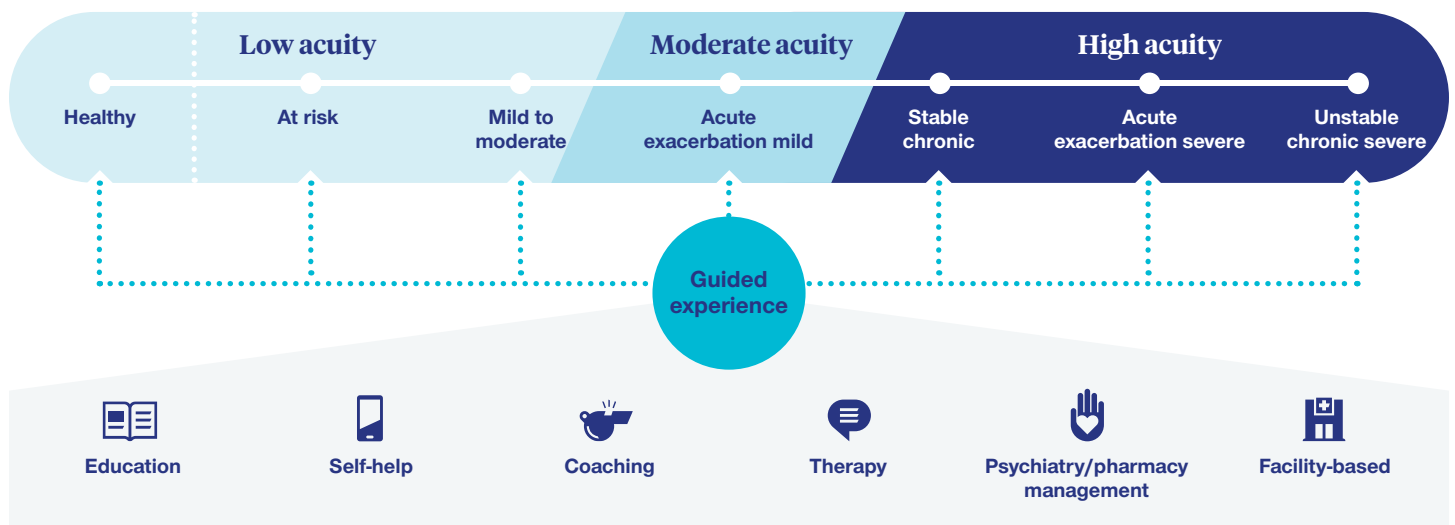 Low acuity
Moderate acuity
High acuity
Healthy
At risk
Mild to
moderate
Acute
exacerbation mild
Stable
chronic
Acute
exacerbation severe
Unstable
chronic severe
Guided
experience
Education
Self-help
Coaching
Therapy
Psychiatry/pharmacy
management
Facility-based